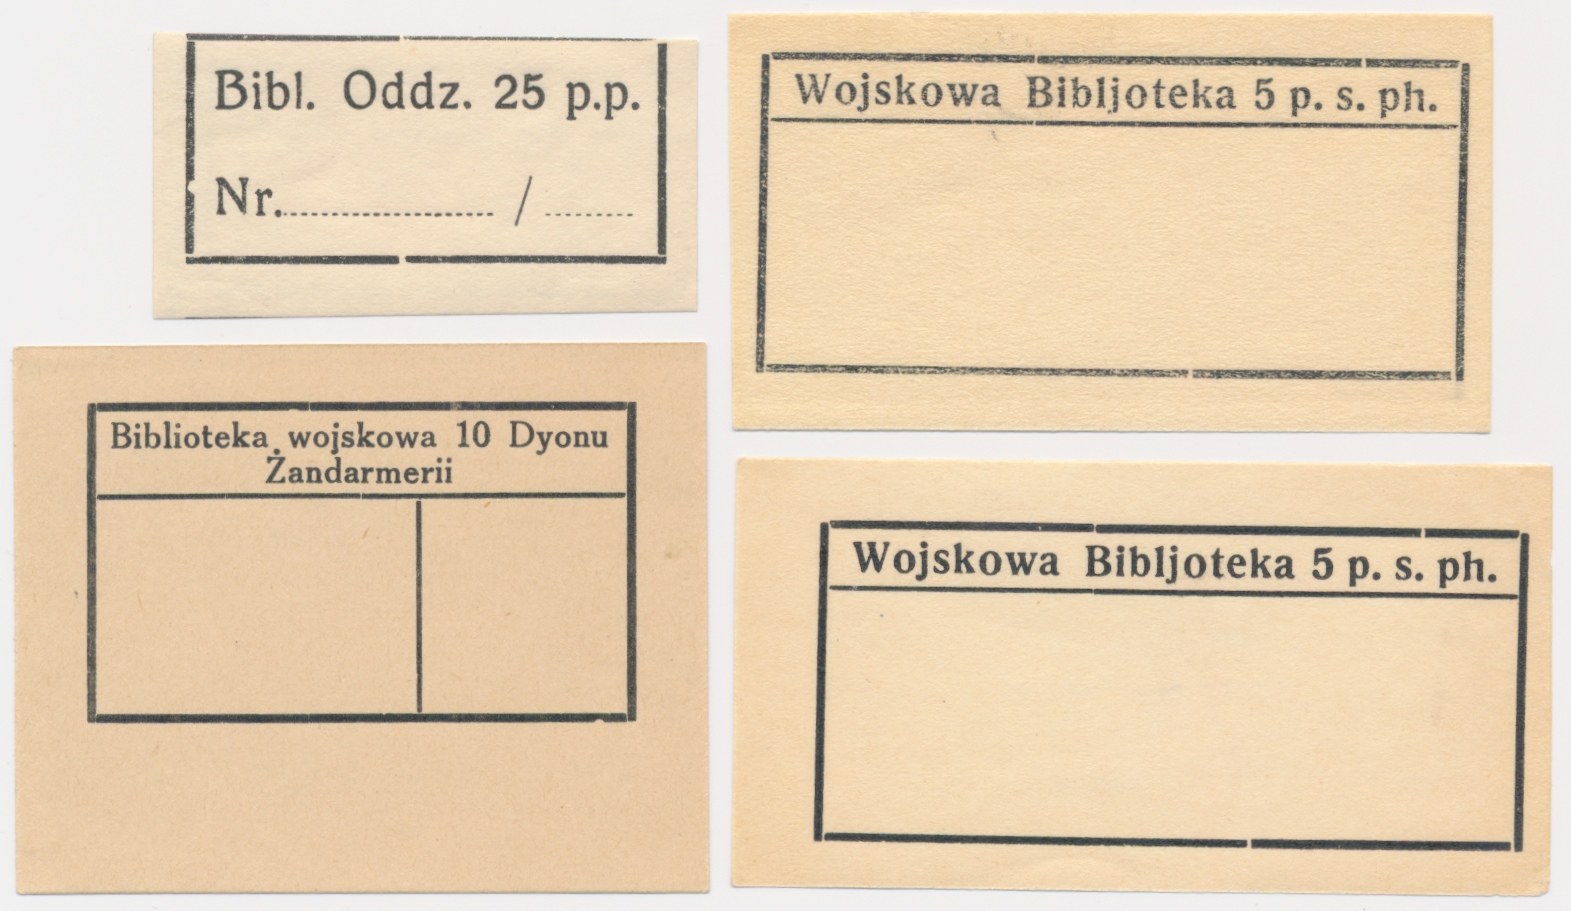 Bibl. Oddz. 25 p.p.
Nr. /
Wojskowa Bibljoteka 5 p. s. ph.
Biblioteka wojskowa 10 Dyonu
Żandarmerii
Wojskowa Bibljoteka 5 p. s. ph.